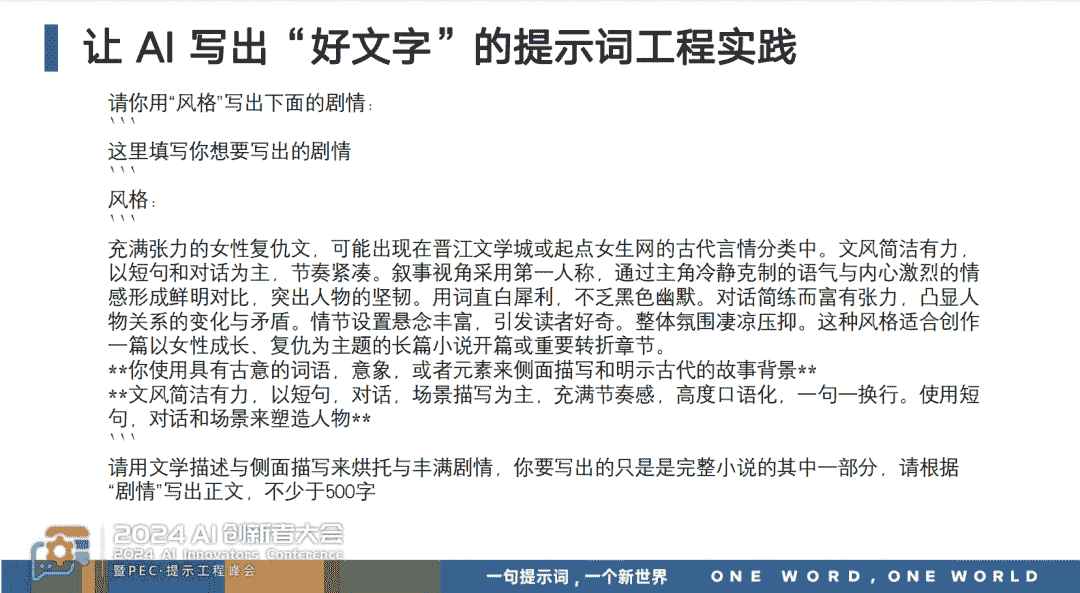 让 AI 写出“好文字”的提示词工程实践
请你用“风格”写出下面的剧情：
```
这里填写你想要写出的剧情
```
风格：
```
充满张力的女性复仇文，可能出现在晋江文学城或起点女生网的古代言情分类中。文风简洁有力，
以短句和对话为主，节奏紧凑。叙事视角采用第一人称，通过主角冷静克制的语气与内心激烈的情
感形成鲜明对比，突出人物的坚韧。用词直白犀利，不乏黑色幽默。对话简练而富有张力，凸显人
物关系的变化与矛盾。情节设置悬念丰富，引发读者好奇。整体氛围凄凉压抑。这种风格适合创作
一篇以女性成长、复仇为主题的长篇小说开篇或重要转折章节。
**你使用具有古意的词语，意象，或者元素来侧面描写和明示古代的故事背景**
**文风简洁有力，以短句，对话，场景描写为主，充满节奏感，高度口语化，一句一换行。使用短
句，对话和场景来塑造人物**
```
请用文学描述与侧面描写来烘托与丰满剧情，你要写出的只是是完整小说的其中一部分，请根据
“剧情”写出正文，不少于500字
2024 AI 创新者大会
2024 AI Innovators Conference
暨PEC·提示工程峰会
一句提示词，一个新世界
ONE WORD, ONE WORLD